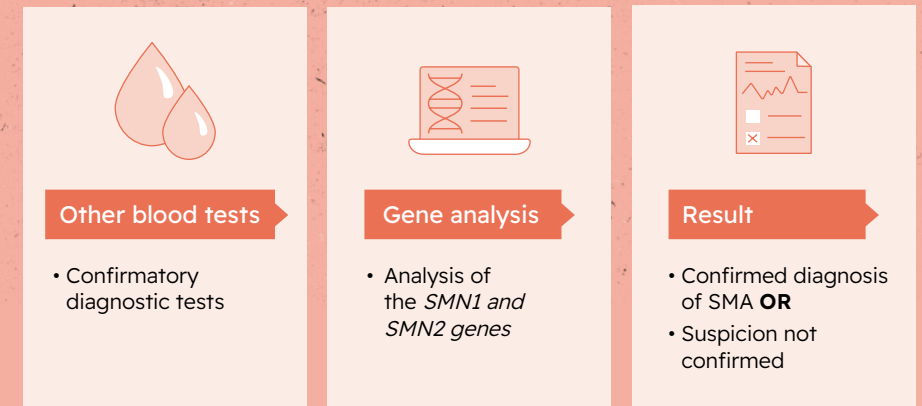 Other blood tests
• Confirmatory
diagnostic tests
Gene analysis
• Analysis of
the SMN1 and
SMN2 genes
Result
• Confirmed diagnosis
of SMA OR
• Suspicion not
confirmed